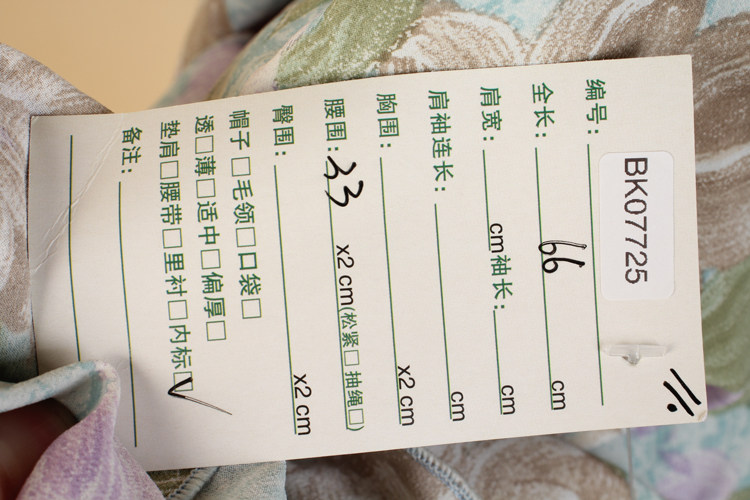 编号: BK07725
全长: 66 cm
肩宽: cm 袖长: cm
肩袖连长: cm
胸围: x2 cm
腰围: 33 x2 cm (松紧□ 抽绳□)
臀围: x2 cm
帽子□毛领□口袋□
透□薄□适中□偏厚□
垫肩□腰带□里衬□内标□√
备注: